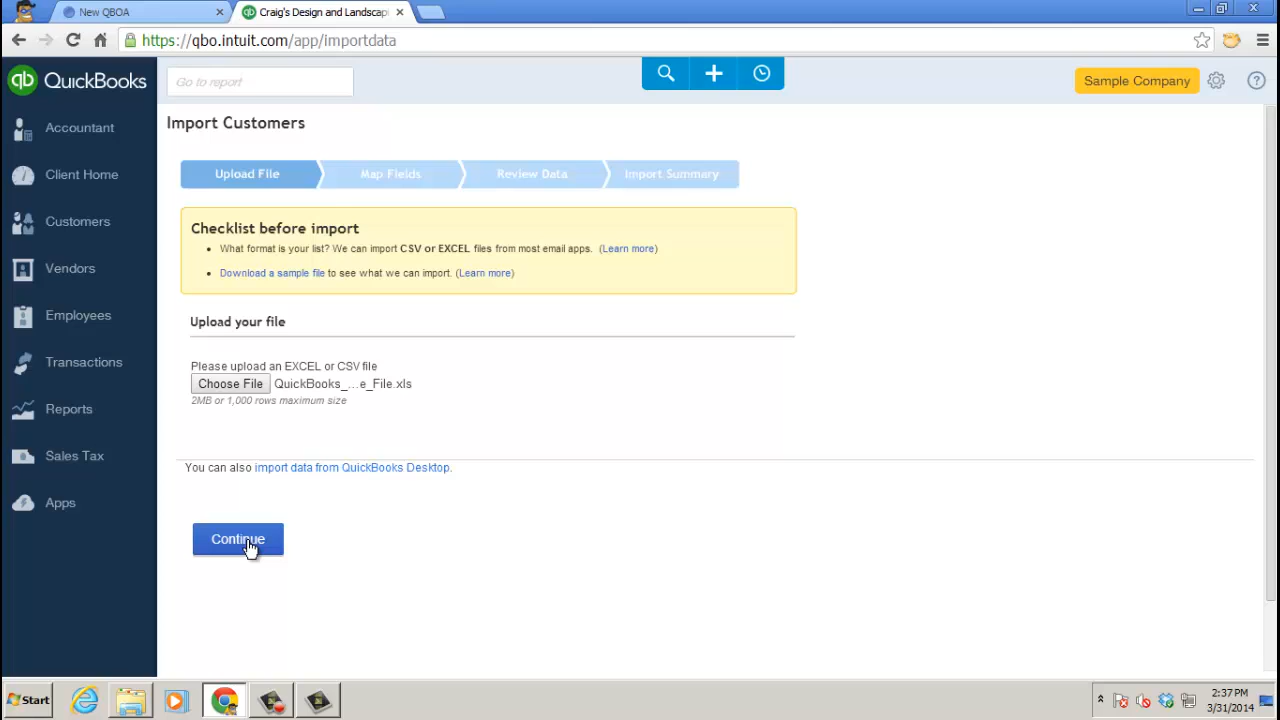 New QBOA
Craig's Design and Landscapi
https://qbo.intuit.com/app/importdata
qb QuickBooks
Go to report
Sample Company
Accountant
Client Home
Customers
Vendors
Employees
Transactions
Reports
Sales Tax
Apps
Import Customers
Upload File
Map Fields
Review Data
Import Summary
Checklist before import
What format is your list? We can import CSV or EXCEL files from most email apps. (Learn more)
Download a sample file to see what we can import. (Learn more)
Upload your file
Please upload an EXCEL or CSV file
Choose File QuickBooks_...e_File.xls
2MB or 1,000 rows maximum size
You can also import data from QuickBooks Desktop.
Continue
Start
2:37 PM
3/31/2014